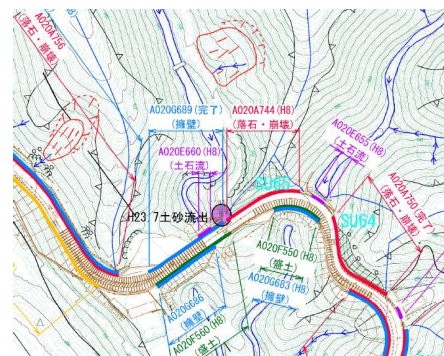 A020A756
(落石・崩壊)
A020G689(完了)
(擁壁)
A020A744(H8)
(落石・崩壊)
A020E660(H8)
(土石流)
A020E655(H8)
(土石流)
SU65
H23.7土砂流出
SU64
A020A750(完了)
(落石・崩壊)
A020F550(H8)
(盛土)
A020G683(H8)
(擁壁)
A020G686
(擁壁)
A020F560(H8)
(盛土)